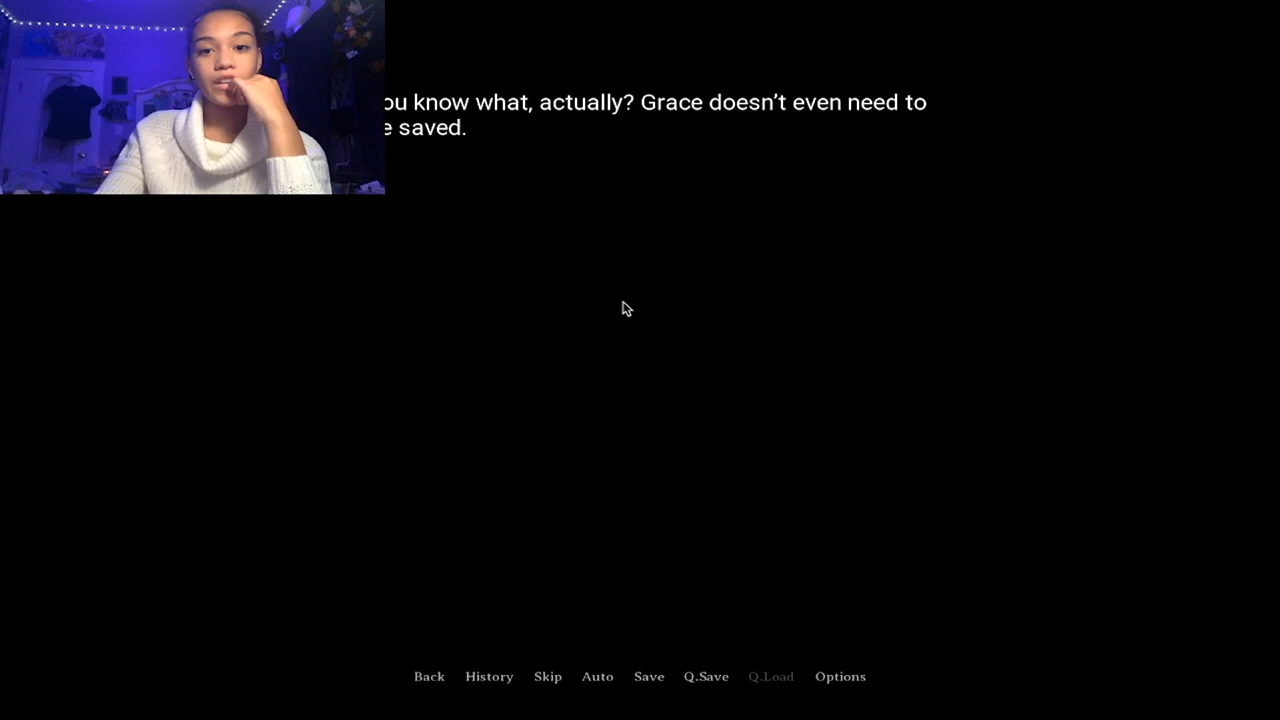 ou know what, actually? Grace doesn’t even need to
e saved.
Back History Skip Auto Save Q.Save Q.Load Options